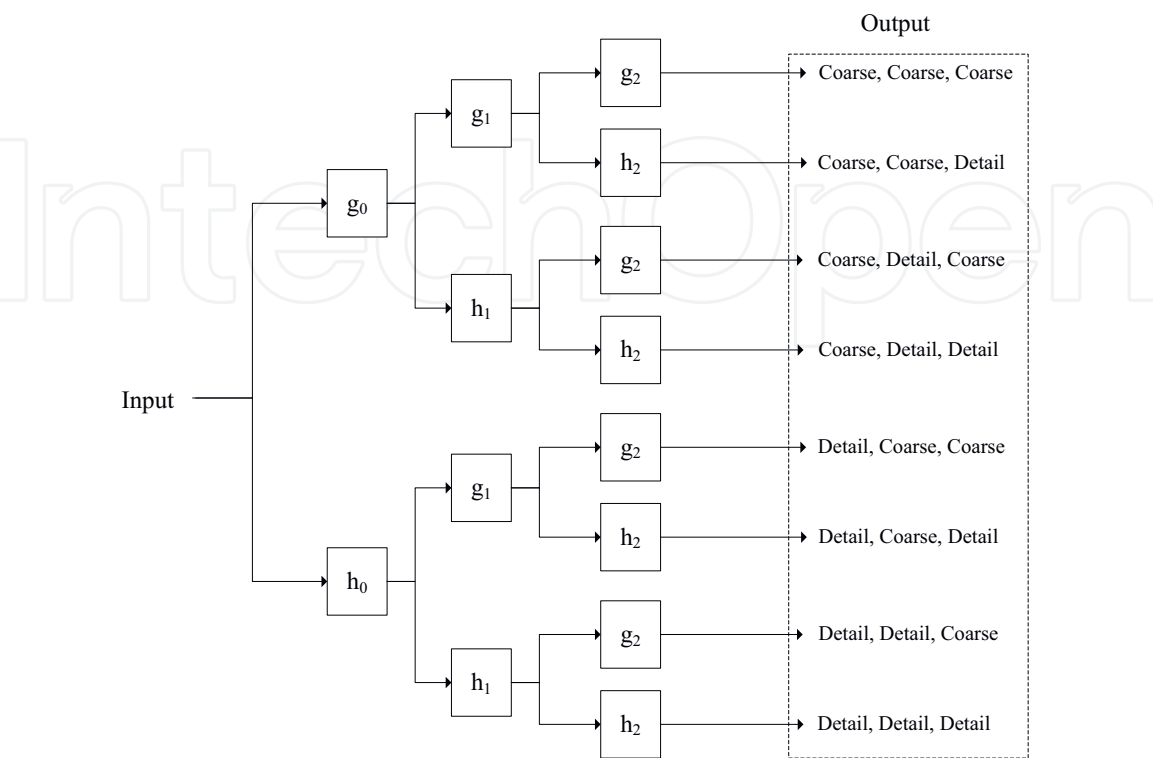 Output
g2
Coarse, Coarse, Coarse
g1
h2
Coarse, Coarse, Detail
g0
g2
Coarse, Detail, Coarse
h1
h2
Coarse, Detail, Detail
Input
g2
Detail, Coarse, Coarse
g1
h2
Detail, Coarse, Detail
h0
g2
Detail, Detail, Coarse
h1
h2
Detail, Detail, Detail
IntechOpen